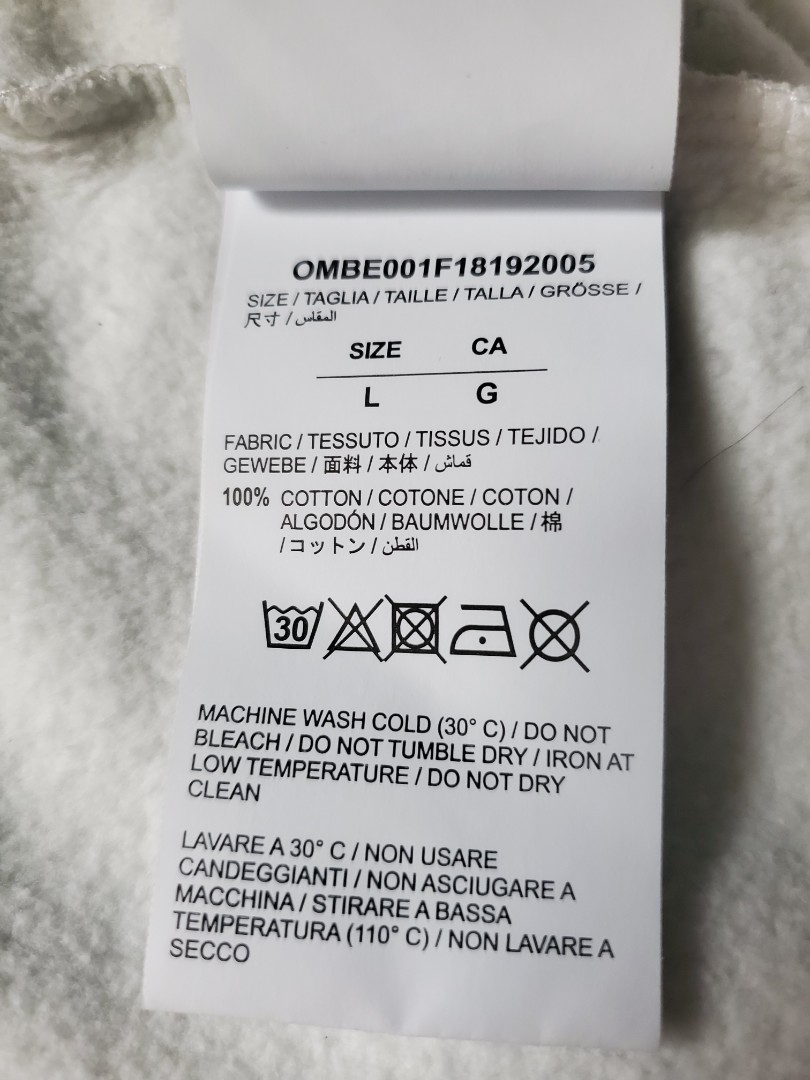 OMBE001F18192005
SIZE / TAGLIA / TAILLE / TALLA / GRÖSSE /
尺寸 / المقاس
SIZE CA
L G
FABRIC / TESSUTO / TISSUS / TEJIDO /
GEWEBE / 面料 / 本体 / قماش
100% COTTON / COTONE / COTON /
ALGODÓN / BAUMWOLLE / 棉
/ コットン / القطن
30
MACHINE WASH COLD (30° C) / DO NOT
BLEACH / DO NOT TUMBLE DRY / IRON AT
LOW TEMPERATURE / DO NOT DRY
CLEAN
LAVARE A 30° C / NON USARE
CANDEGGIANTI / NON ASCIUGARE A
MACCHINA / STIRARE A BASSA
TEMPERATURA (110° C) / NON LAVARE A
SECCO